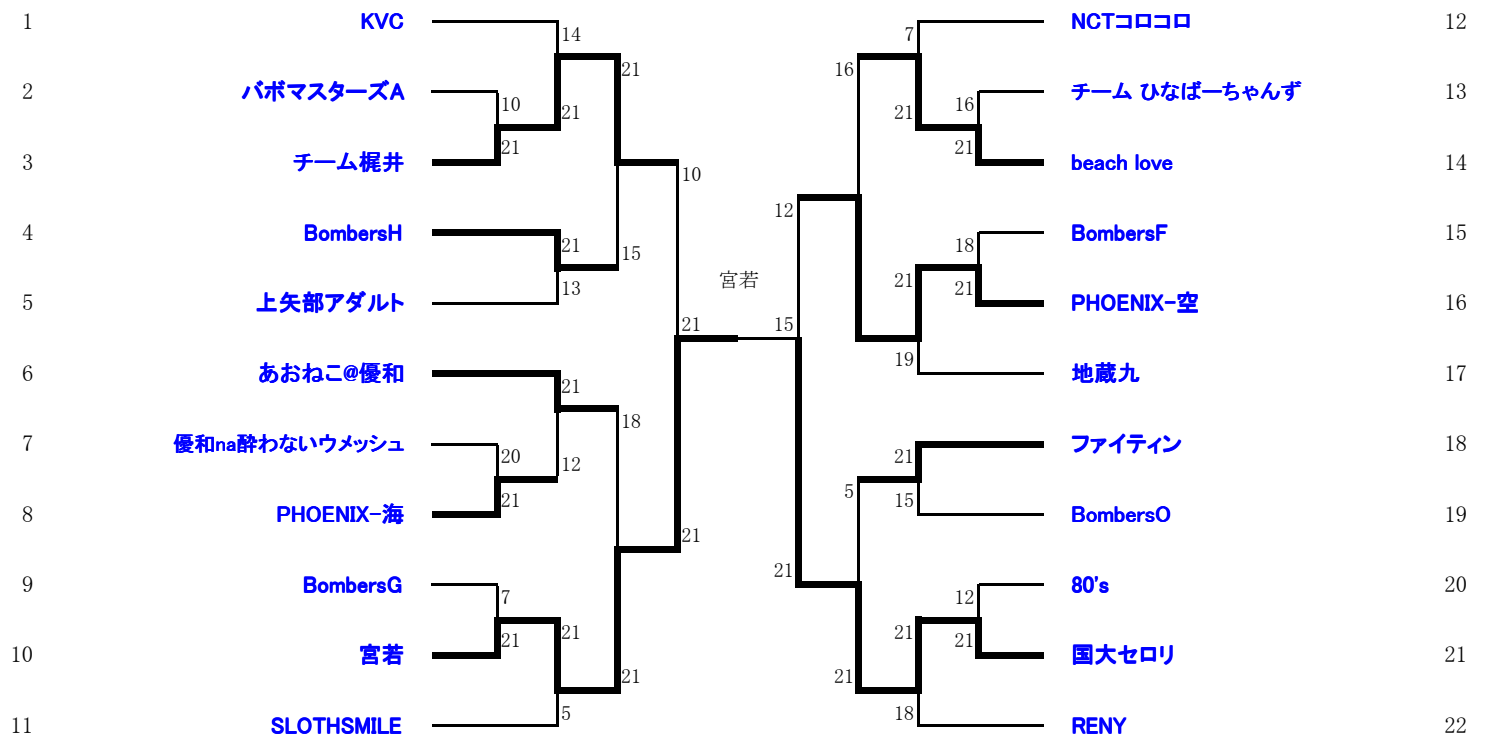 1 KVC 14 7 NCTコロコロ 12
21 16
2 バボマスターズA 10 21 21 16 チーム ひなばーちゃんず 13
3 チーム梶井 21 21 beach love 14
10
12
4 BombersH 21 15 18 BombersF 15
宮若
5 上矢部アダルト 13 21 21 PHOENIX-空 16
21 15
19
6 あおねこ@優和 21 地蔵九 17
18
7 優和na酔わないウメッシュ 20 12 21 ファイティン 18
5 15
8 PHOENIX-海 21 BombersO 19
21
21
9 BombersG 7 12 80's 20
10 宮若 21 21 21 21 国大セロリ 21
21 21
11 SLOTHSMILE 5 18 RENY 22